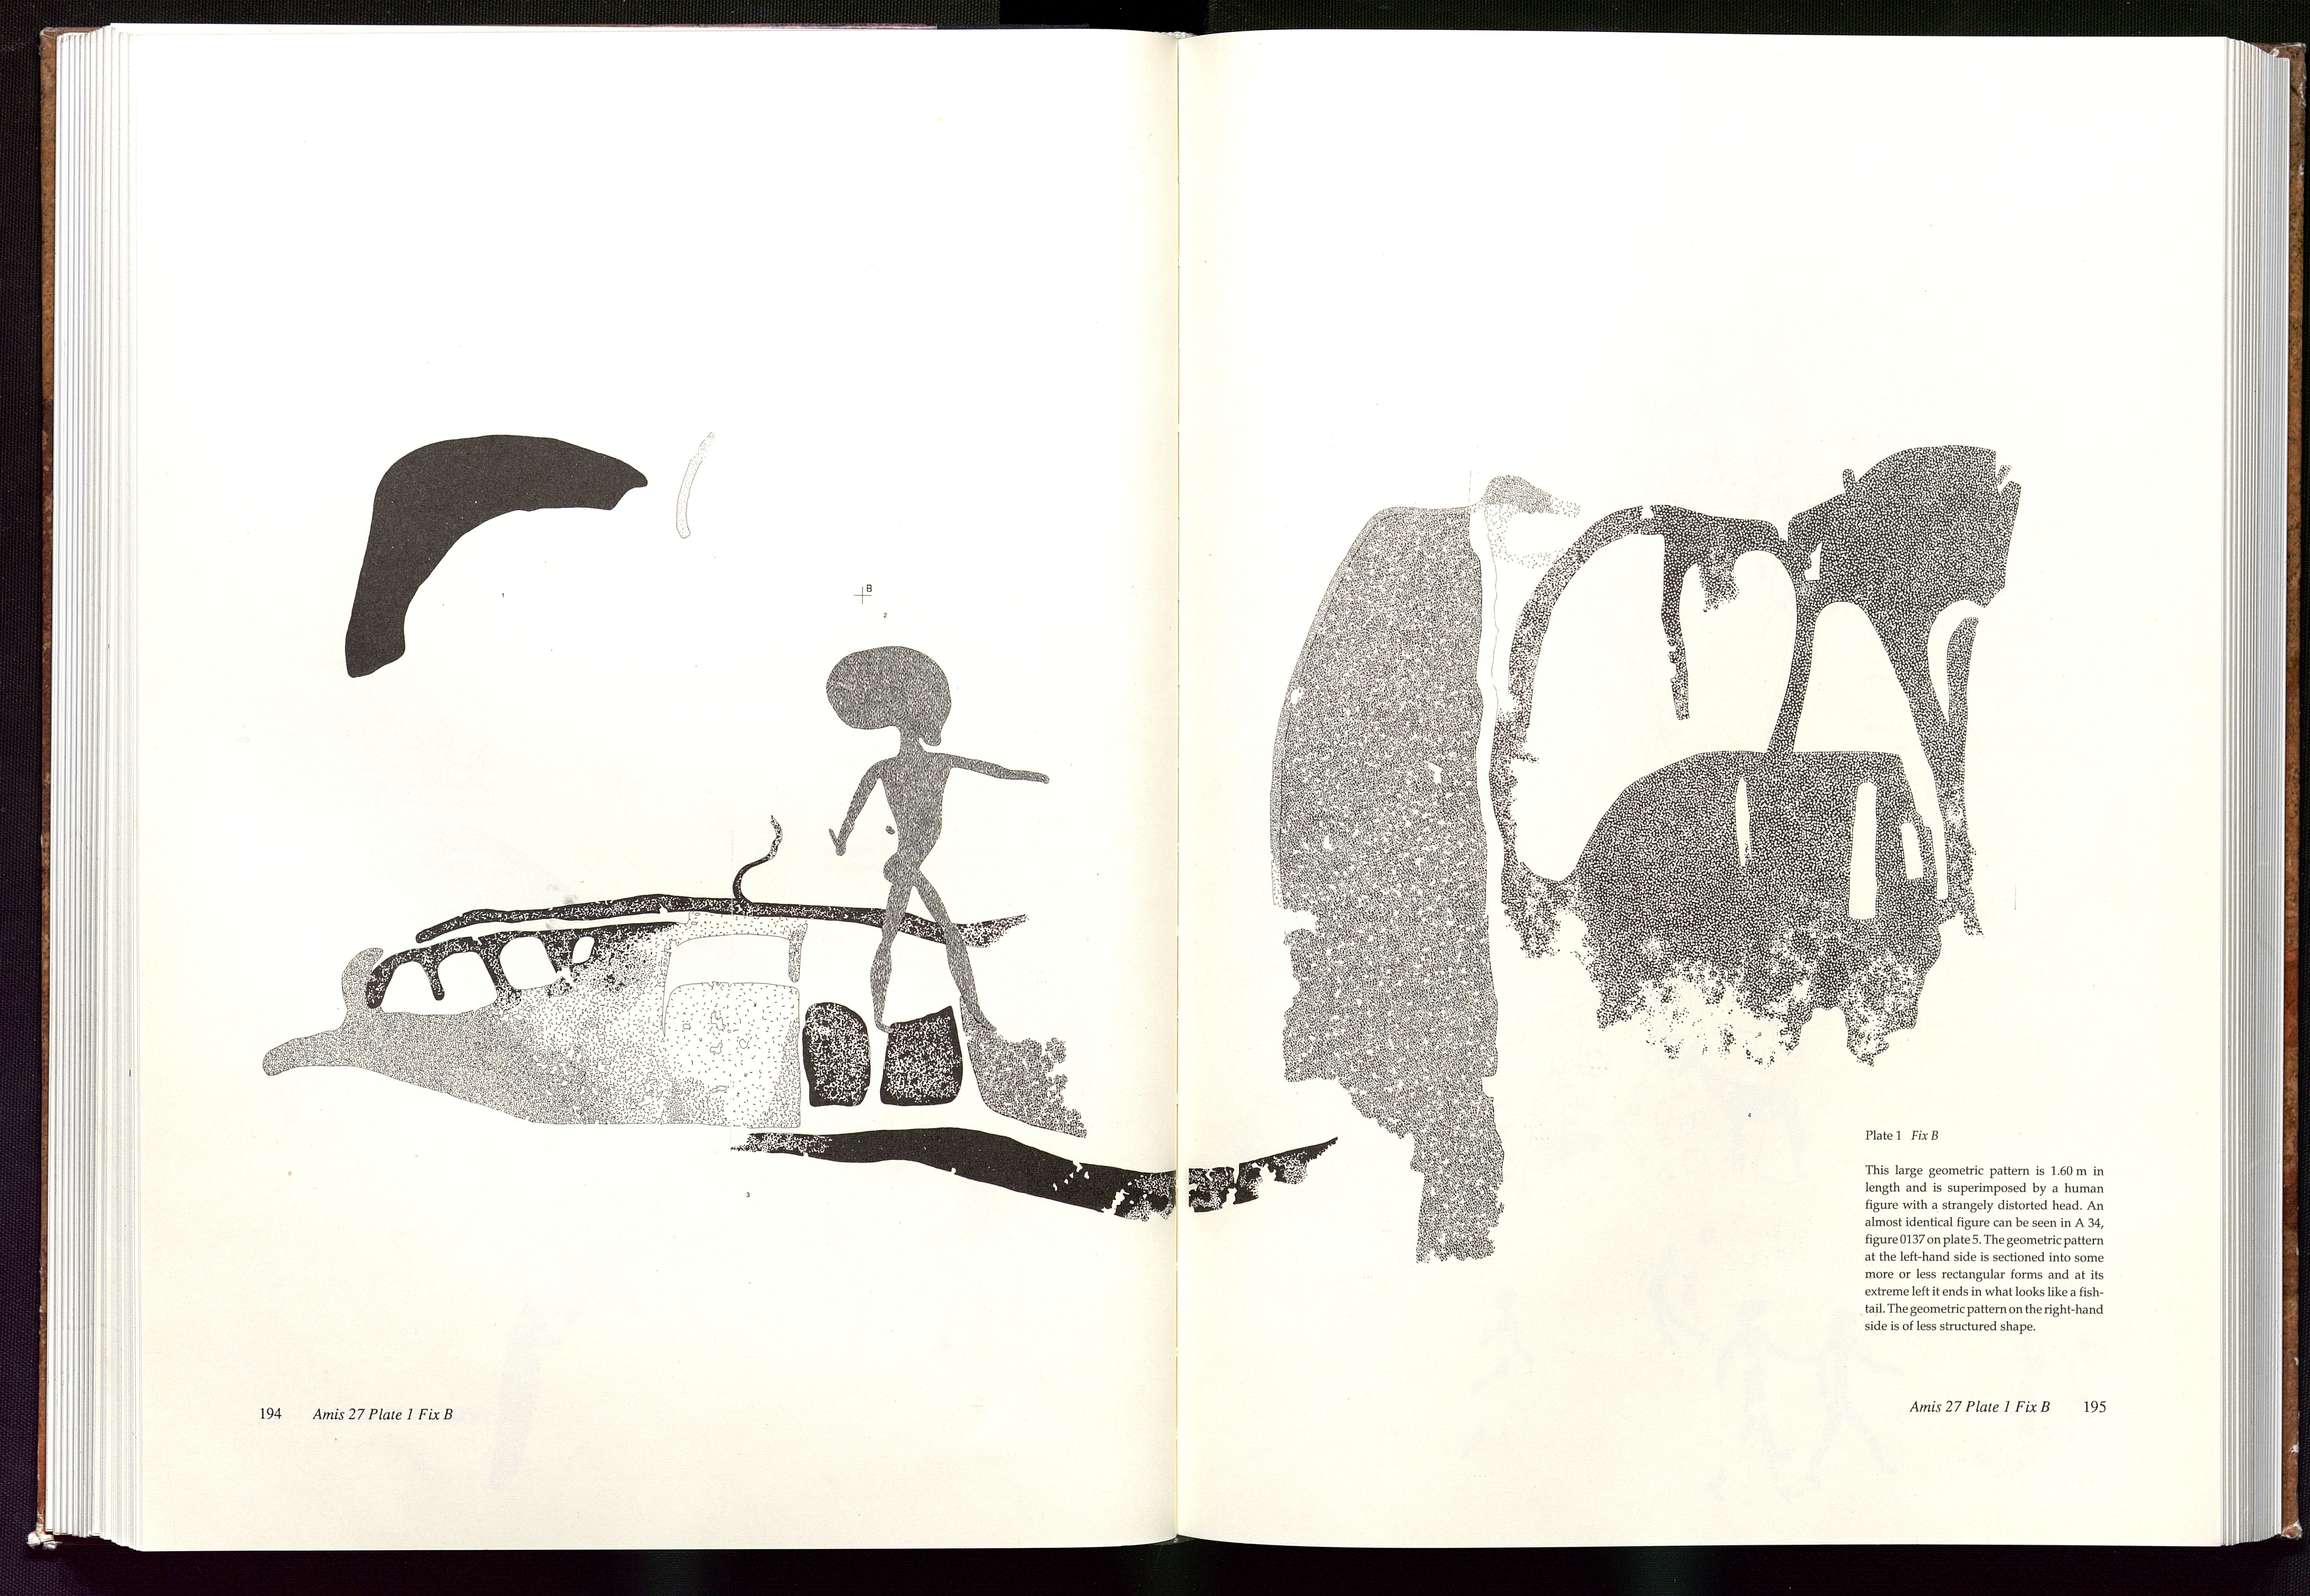 1
B
2
3
194 Amis 27 Plate 1 Fix B
4
Plate 1 Fix B
This large geometric pattern is 1.60 m in
length and is superimposed by a human
figure with a strangely distorted head. An
almost identical figure can be seen in A 34,
figure 0137 on plate 5. The geometric pattern
at the left-hand side is sectioned into some
more or less rectangular forms and at its
extreme left it ends in what looks like a fish-
tail. The geometric pattern on the right-hand
side is of less structured shape.
Amis 27 Plate 1 Fix B 195